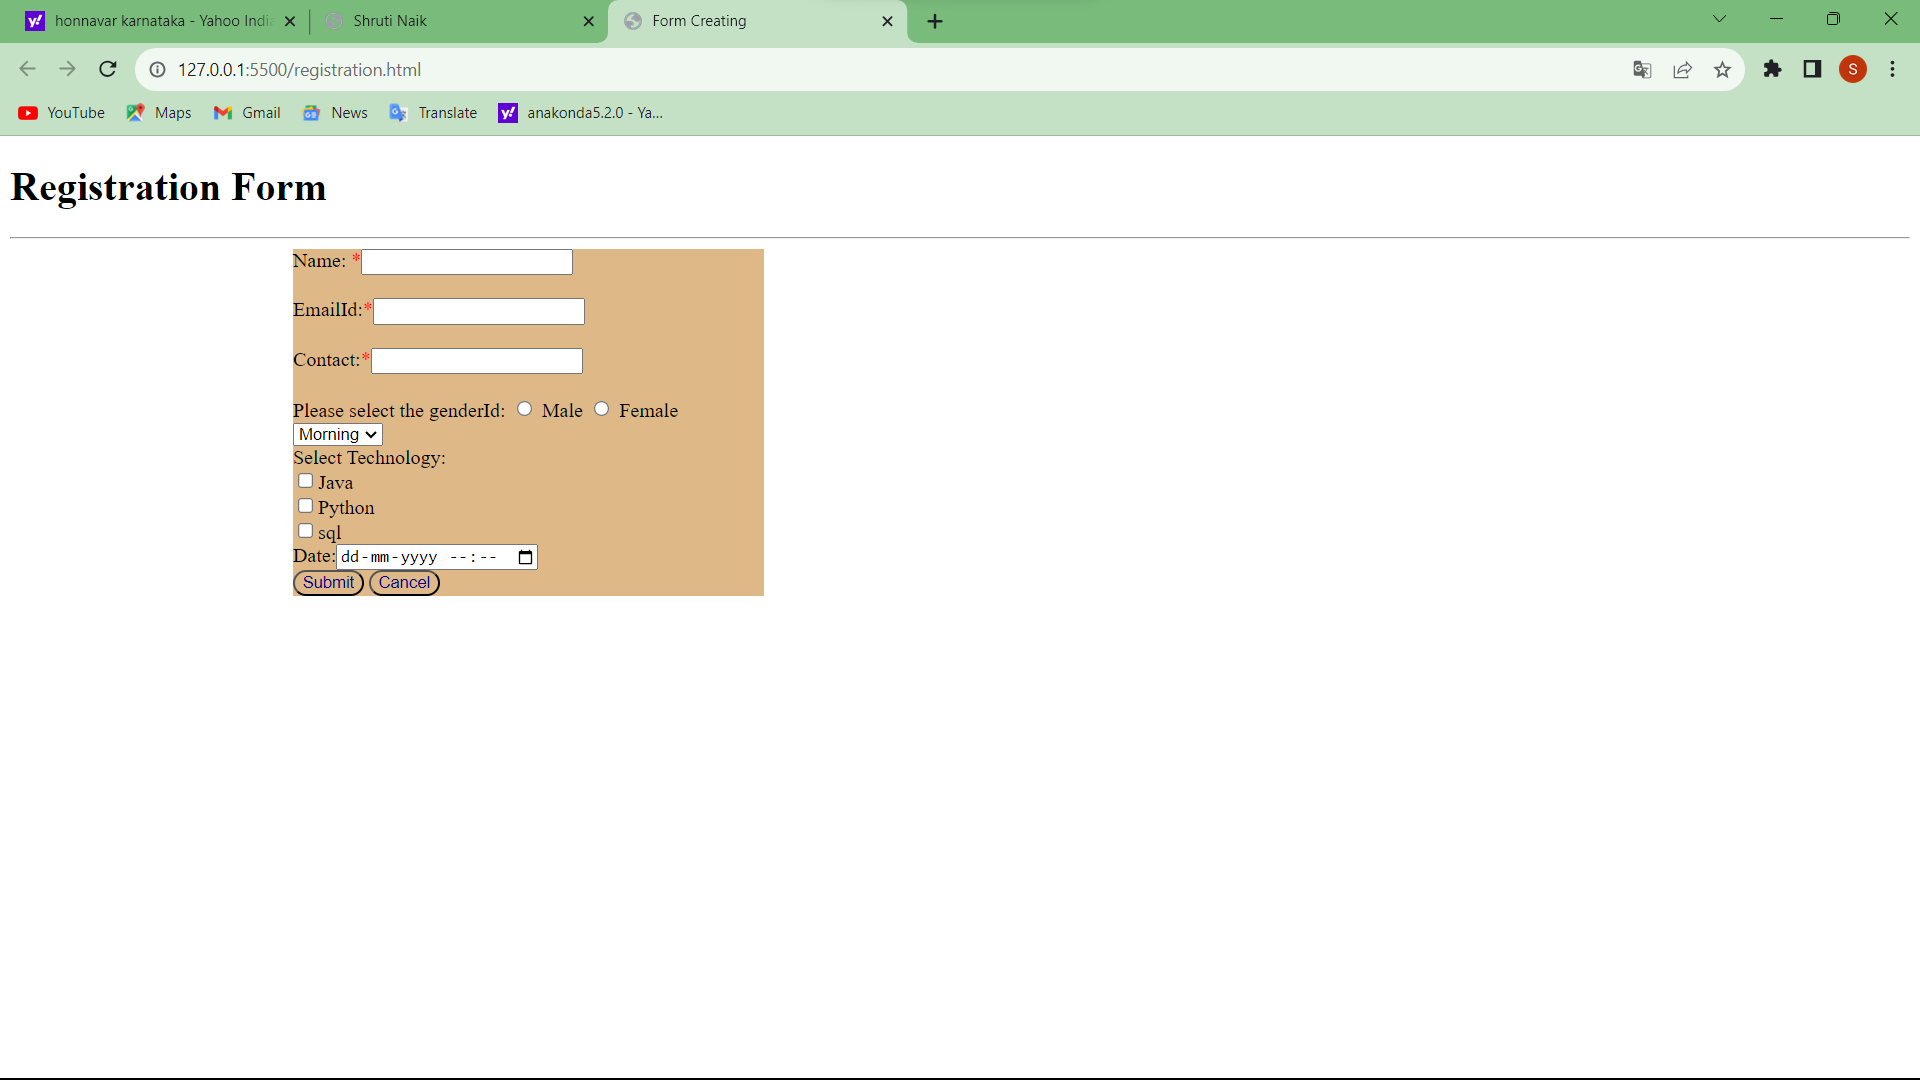 honnavar karnataka - Yahoo Indi
Shruti Naik
Form Creating
127.0.0.1:5500/registration.html
S
YouTube
Maps
Gmail
News
Translate
y! anakonda5.2.0 - Ya...
Registration Form
Name: *
EmailId:*
Contact:*
Please select the genderId: Male Female
Morning
Select Technology:
Java
Python
sql
Date: dd-mm-yyyy --:--
Submit Cancel